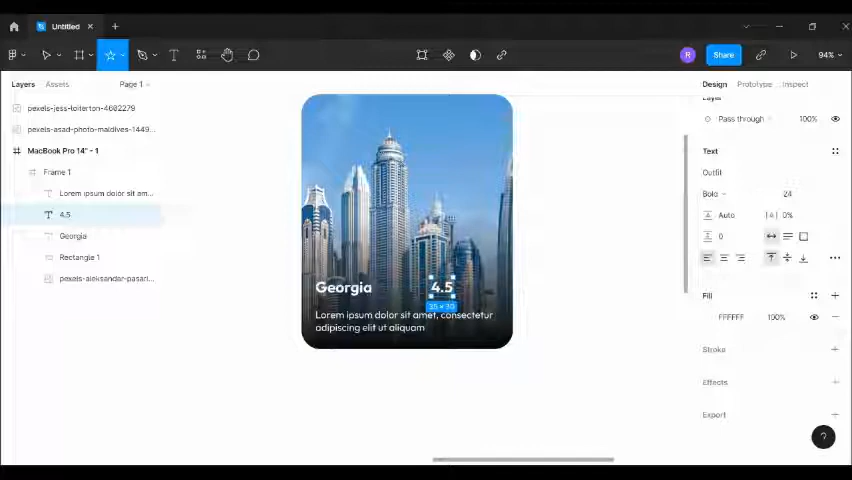 Untitled
R
Share
94%
Layers
Assets
Page 1
Design
Prototype
Inspect
pexels-jess-loiterton-4602279
Layer
pexels-asad-photo-maldives-1449...
Pass through
100%
MacBook Pro 14" - 1
Text
Frame 1
Outfit
Lorem ipsum dolor sit am...
Bold
24
4.5
Auto
|A|
0%
Georgia
0
Rectangle 1
pexels-aleksandar-pasari...
Georgia
4.5
Fill
35 × 30
Lorem ipsum dolor sit amet, consectetur
adipiscing elit ut aliquam
FFFFFF
100%
Stroke
Effects
Export
?